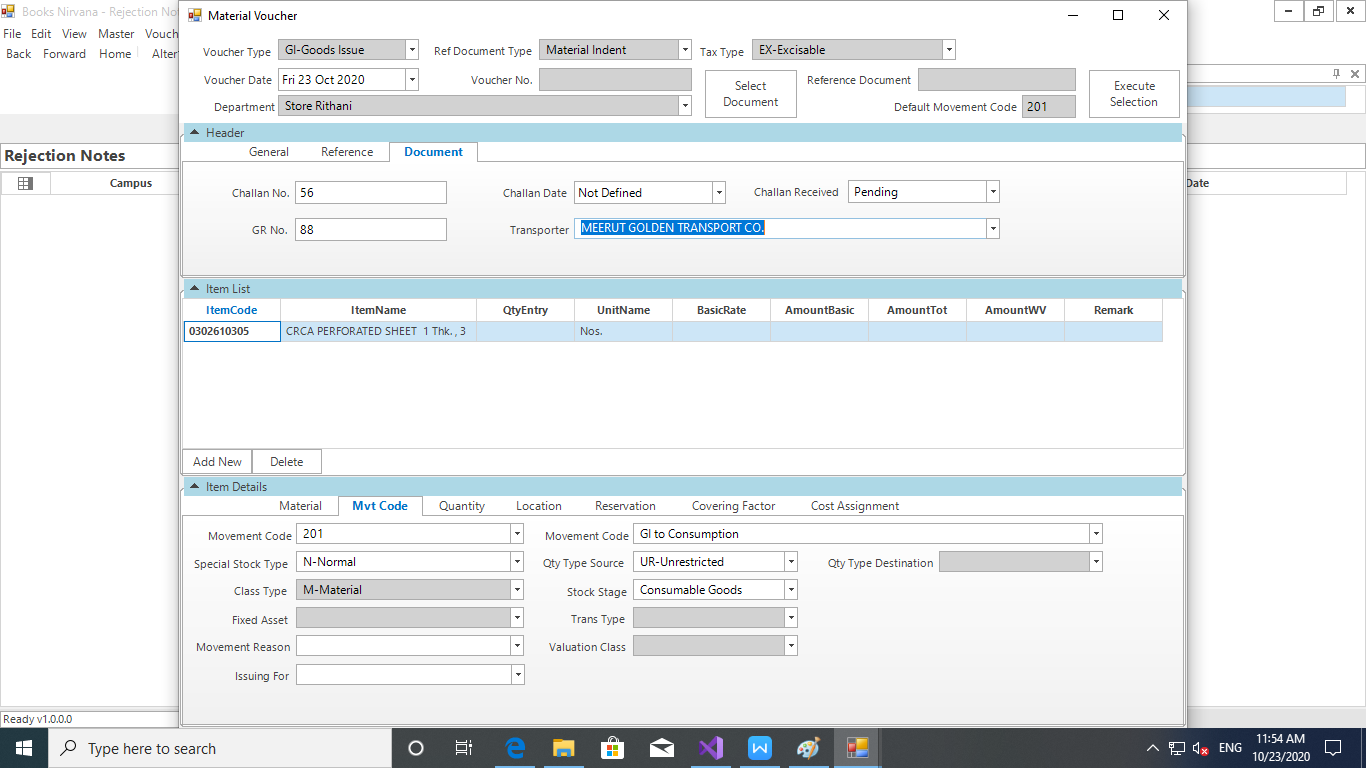 Books Nirvana - Rejection Not
Material Voucher
File Edit View Master Vouch
Back Forward Home Alter
Voucher Type GI-Goods Issue Ref Document Type Material Indent Tax Type EX-Excisable
Voucher Date Fri 23 Oct 2020 Voucher No. Select Document Reference Document Execute Selection
Department Store Rithani Default Movement Code 201
Header
General Reference Document
Rejection Notes
Campus Date
Challan No. 56 Challan Date Not Defined Challan Received Pending
GR No. 88 Transporter MEERUT GOLDEN TRANSPORT CO.
Item List
ItemCode ItemName QtyEntry UnitName BasicRate AmountBasic AmountTot AmountWV Remark
0302610305 CRCA PERFORATED SHEET 1 Thk. , 3 Nos.
Add New Delete
Item Details
Material Mvt Code Quantity Location Reservation Covering Factor Cost Assignment
Movement Code 201 Movement Code GI to Consumption
Special Stock Type N-Normal Qty Type Source UR-Unrestricted Qty Type Destination
Class Type M-Material Stock Stage Consumable Goods
Fixed Asset Trans Type
Movement Reason Valuation Class
Issuing For
Ready v1.0.0.0
Type here to search
ENG
11:54 AM
10/23/2020